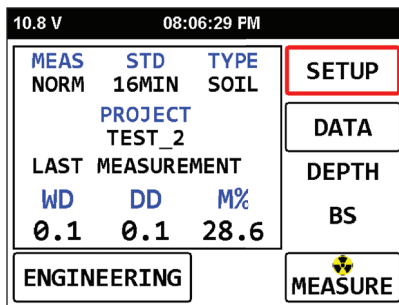 10.8 V 08:06:29 PM
MEAS STD TYPE
NORM 16MIN SOIL
PROJECT
TEST_2
LAST MEASUREMENT
WD DD M%
0.1 0.1 28.6
ENGINEERING
SETUP
DATA
DEPTH
BS
MEASURE